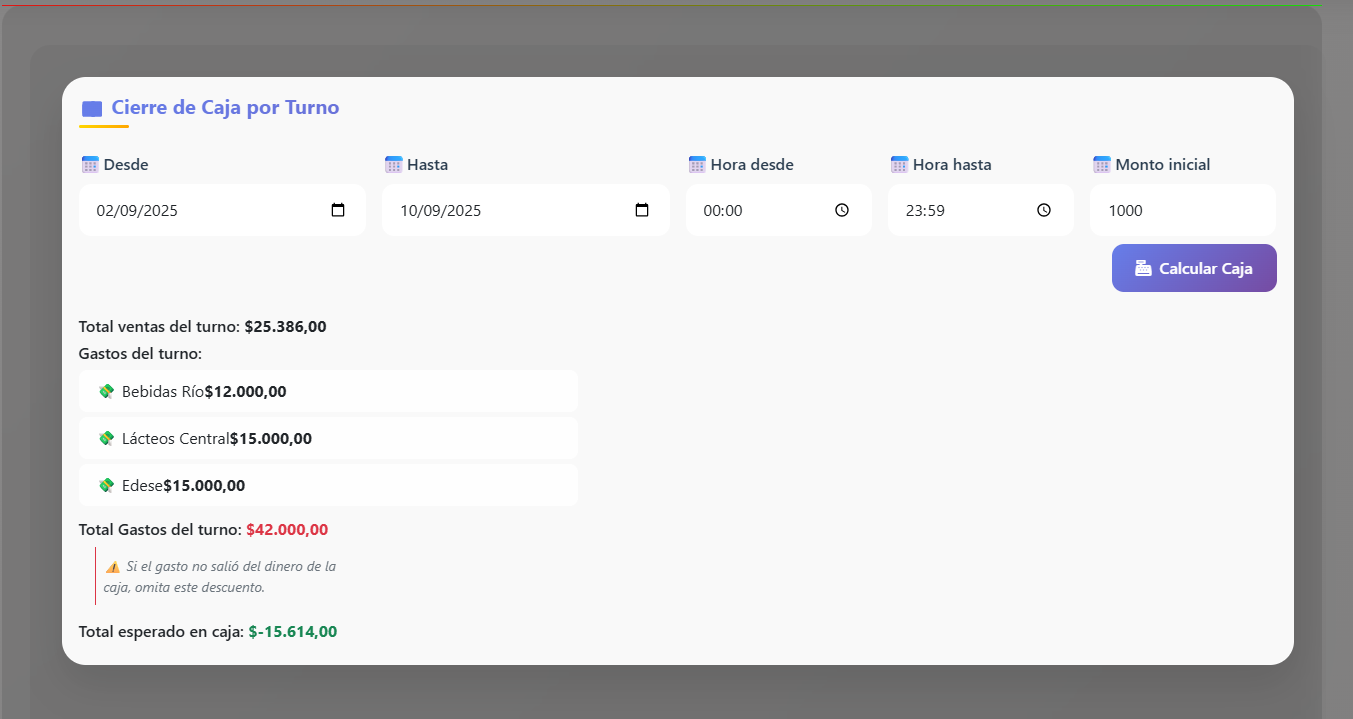 Cierre de Caja por Turno
Desde Hasta Hora desde Hora hasta Monto inicial
02/09/2025 10/09/2025 00:00 23:59 1000
Calcular Caja
Total ventas del turno: $25.386,00
Gastos del turno:
Bebidas Río$12.000,00
Lácteos Central$15.000,00
Edese$15.000,00
Total Gastos del turno: $42.000,00
Si el gasto no salió del dinero de la
caja, omita este descuento.
Total esperado en caja: $-15.614,00